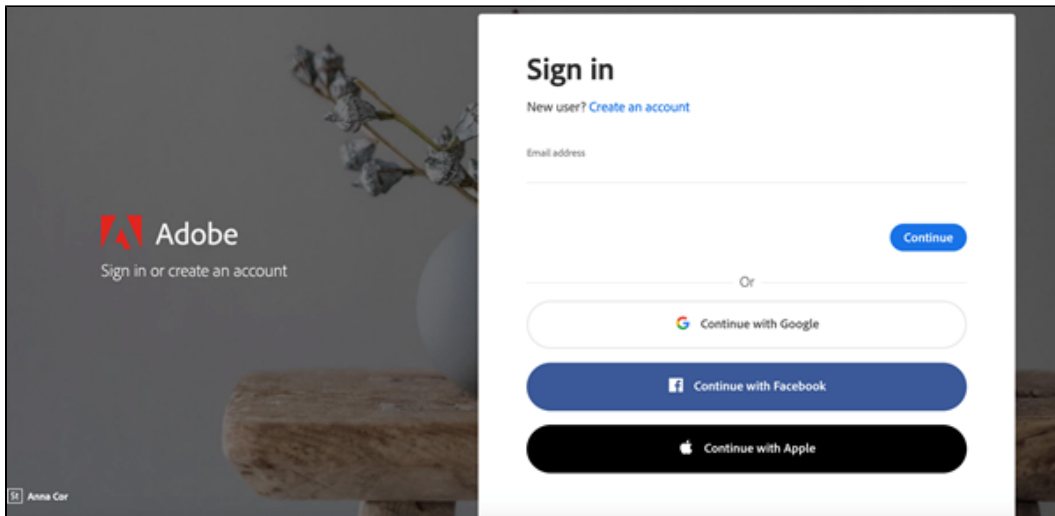 Adobe
Sign in or create an account
St Anna Cor
Sign in
New user? Create an account
Email address
Continue
Or
Continue with Google
Continue with Facebook
Continue with Apple